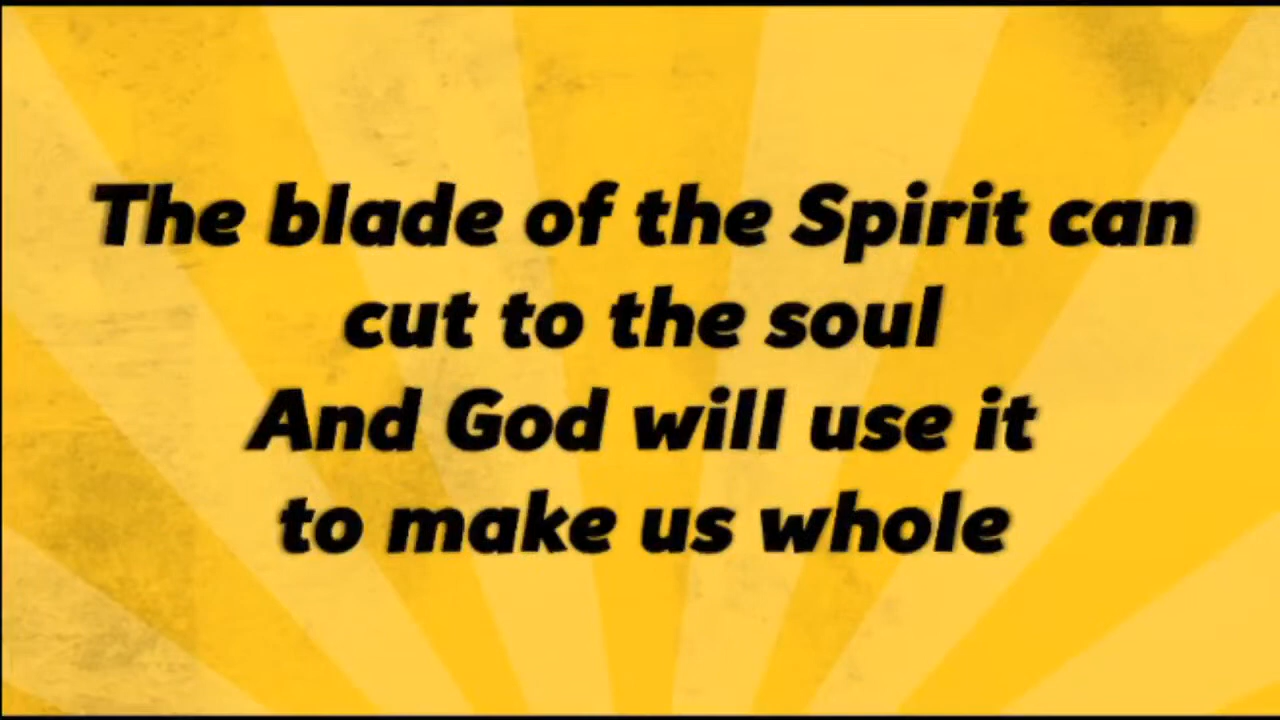 The blade of the Spirit can
cut to the soul
And God will use it
to make us whole